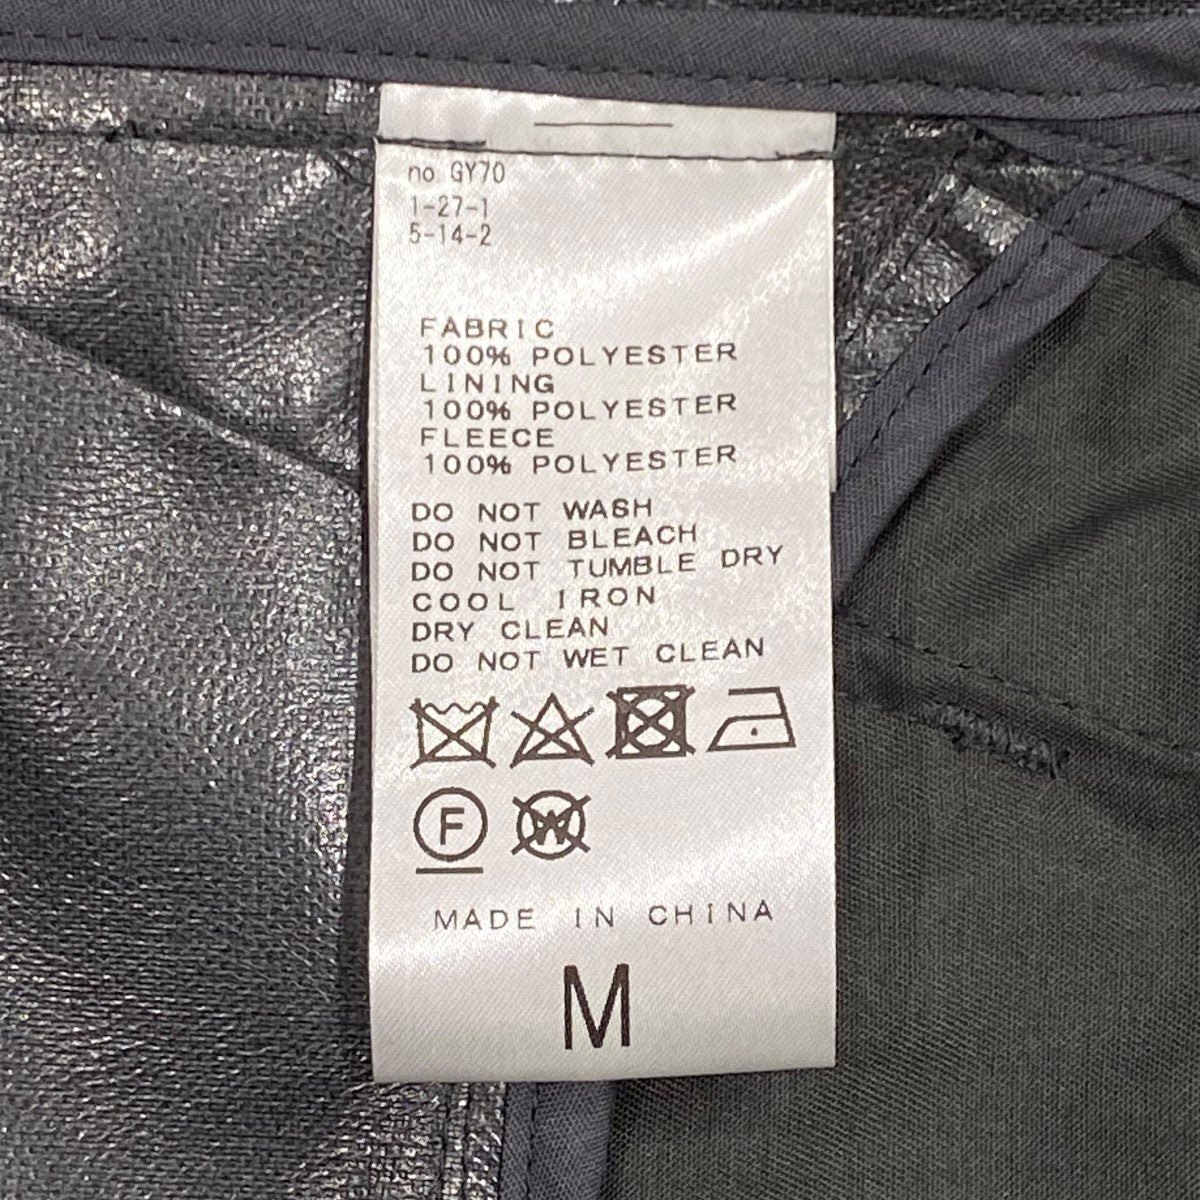 no GY70
1-27-1
5-14-2
FABRIC
100% POLYESTER
LINING
100% POLYESTER
FLEECE
100% POLYESTER
DO NOT WASH
DO NOT BLEACH
DO NOT TUMBLE DRY
COOL IRON
DRY CLEAN
DO NOT WET CLEAN
F W
MADE IN CHINA
M